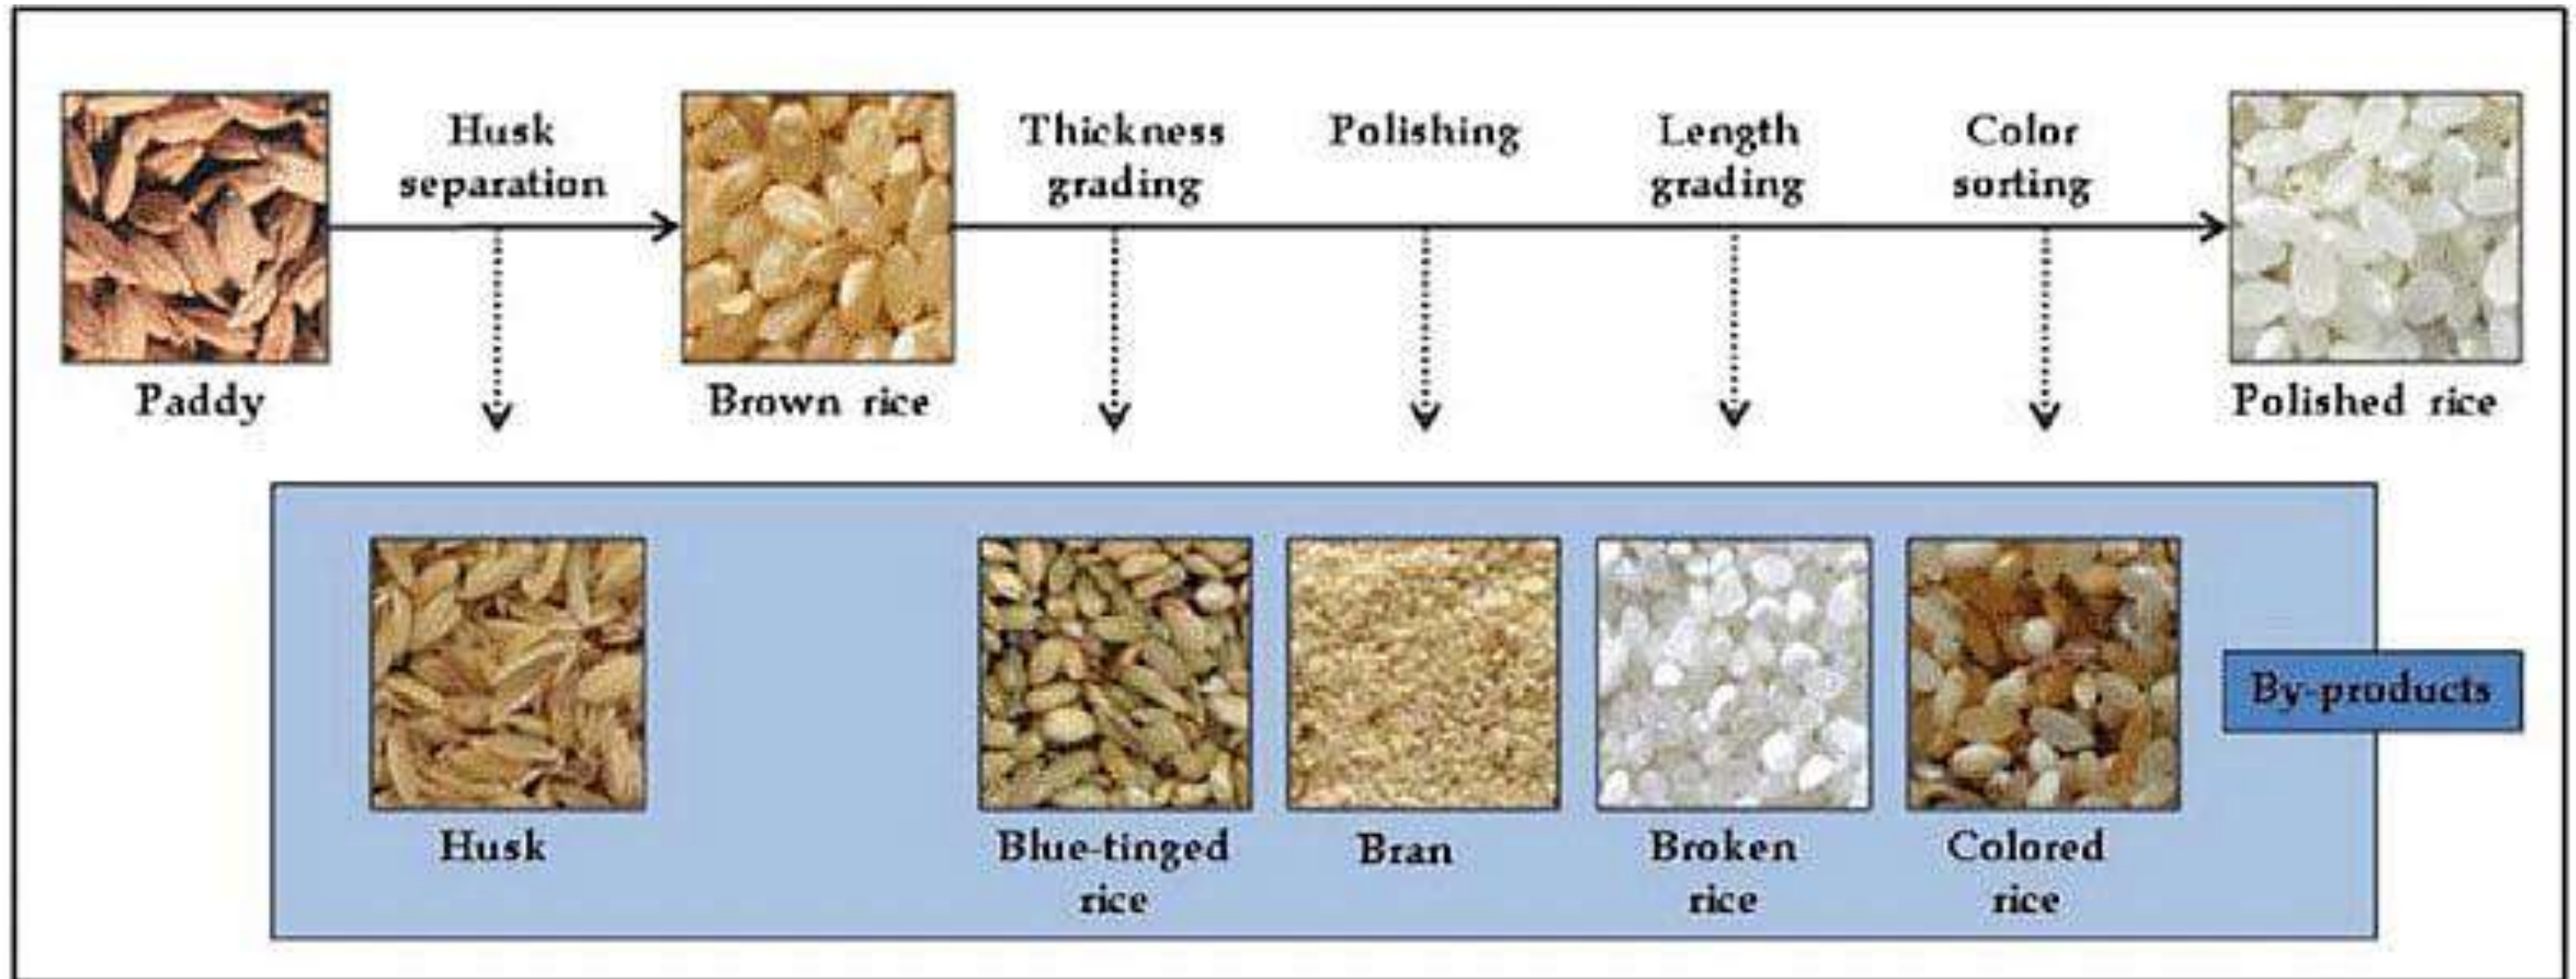 Husk
separation
Thickness
grading
Polishing
Length
grading
Color
sorting
Paddy
Brown rice
Polished rice
Husk
Blue-tinged
rice
Bran
Broken
rice
Colored
rice
By-products